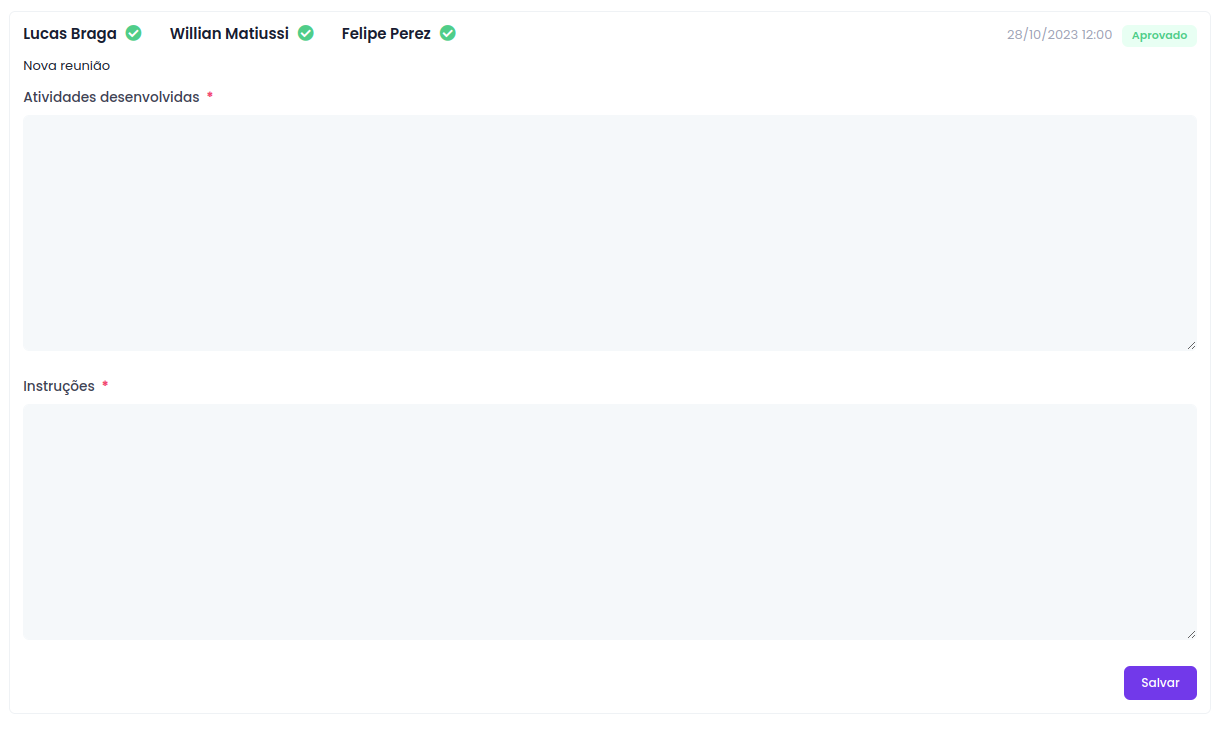 Lucas Braga Willian Matiussi Felipe Perez 28/10/2023 12:00 Aprovado
Nova reunião
Atividades desenvolvidas *
Instruções *
Salvar